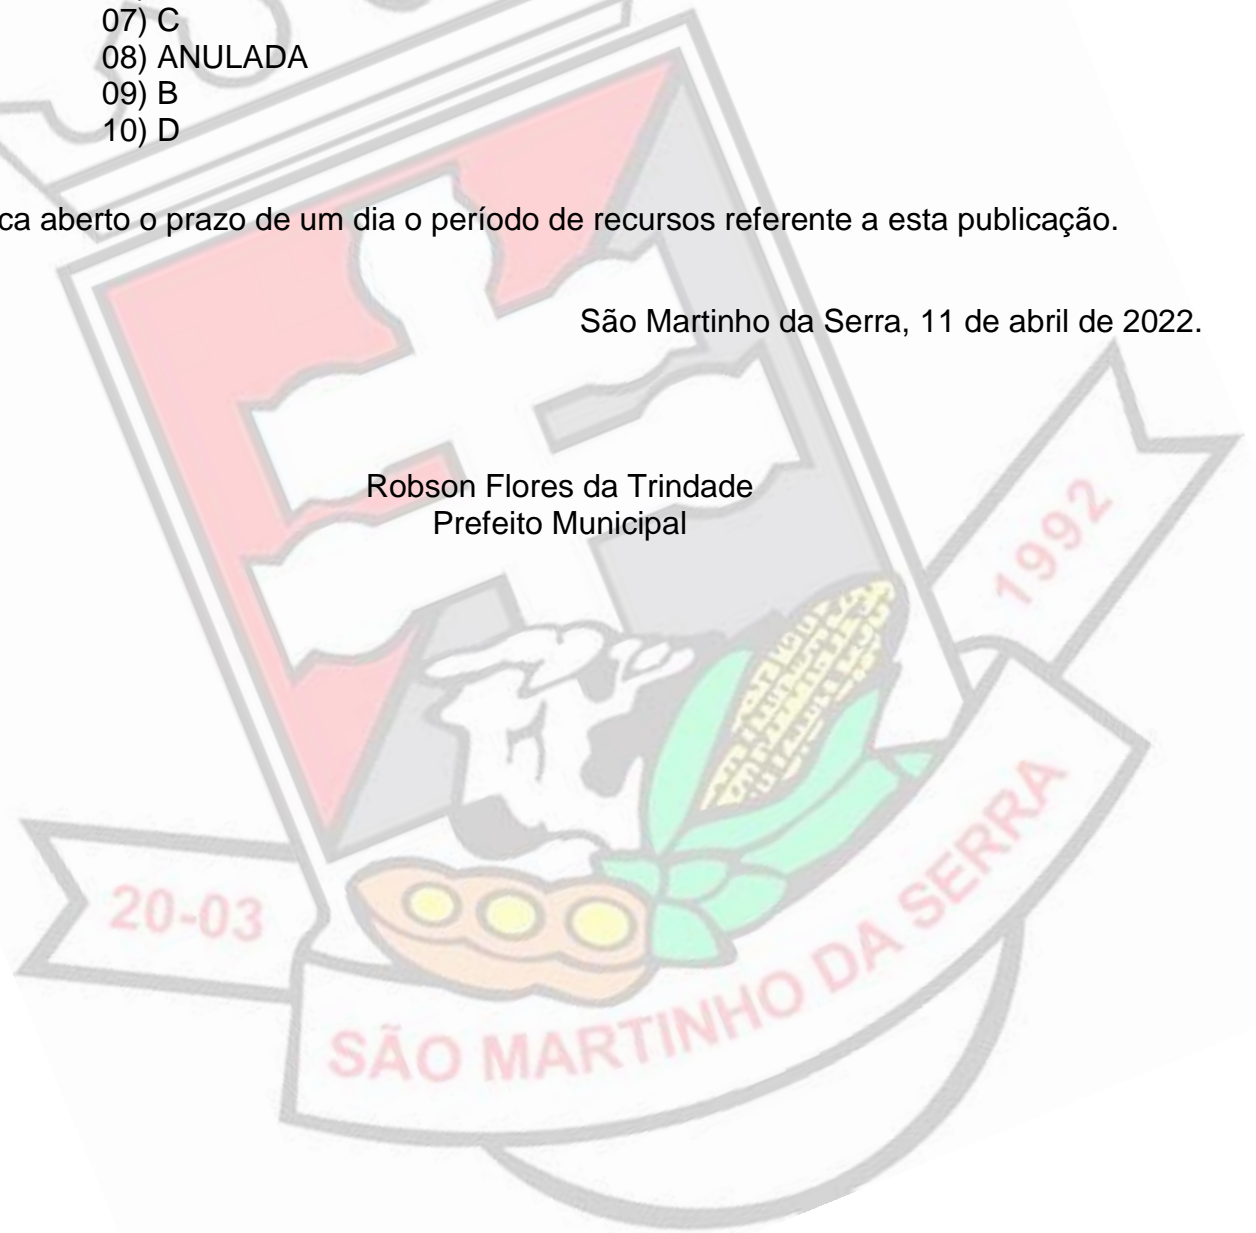 07) C
08) ANULADA
09) B
10) D
ca aberto o prazo de um dia o período de recursos referente a esta publicação.
São Martinho da Serra, 11 de abril de 2022.
Robson Flores da Trindade
Prefeito Municipal
1992
20-03
SÃO MARTINHO DA SERRA